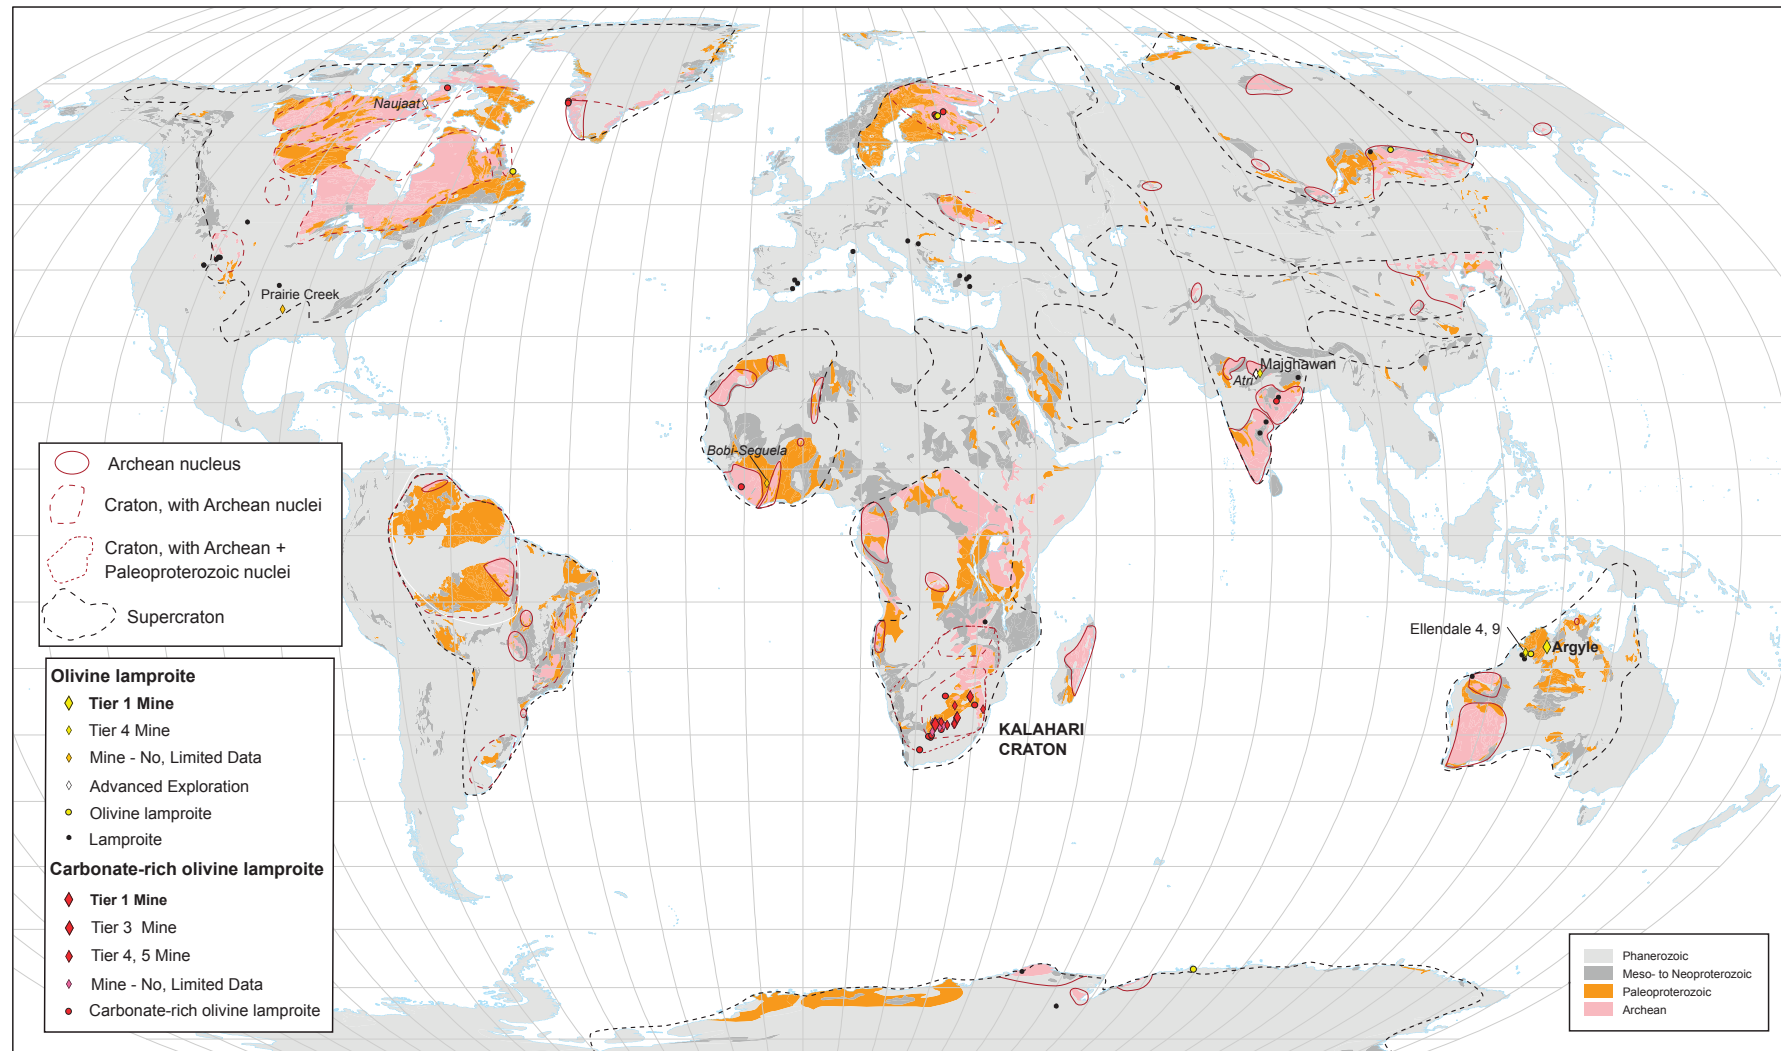 Naujaat
Prairie Creek
Majghawan
Atri
Bobi-Seguela
Ellendale 4, 9
Argyle
KALAHARI
CRATON
Archean nucleus
Craton, with Archean nuclei
Craton, with Archean +
Paleoproterozoic nuclei
Supercraton
Olivine lamproite
Tier 1 Mine
Tier 4 Mine
Mine - No, Limited Data
Advanced Exploration
Olivine lamproite
Lamproite
Carbonate-rich olivine lamproite
Tier 1 Mine
Tier 3 Mine
Tier 4, 5 Mine
Mine - No, Limited Data
Carbonate-rich olivine lamproite
Phanerozoic
Meso- to Neoproterozoic
Paleoproterozoic
Archean